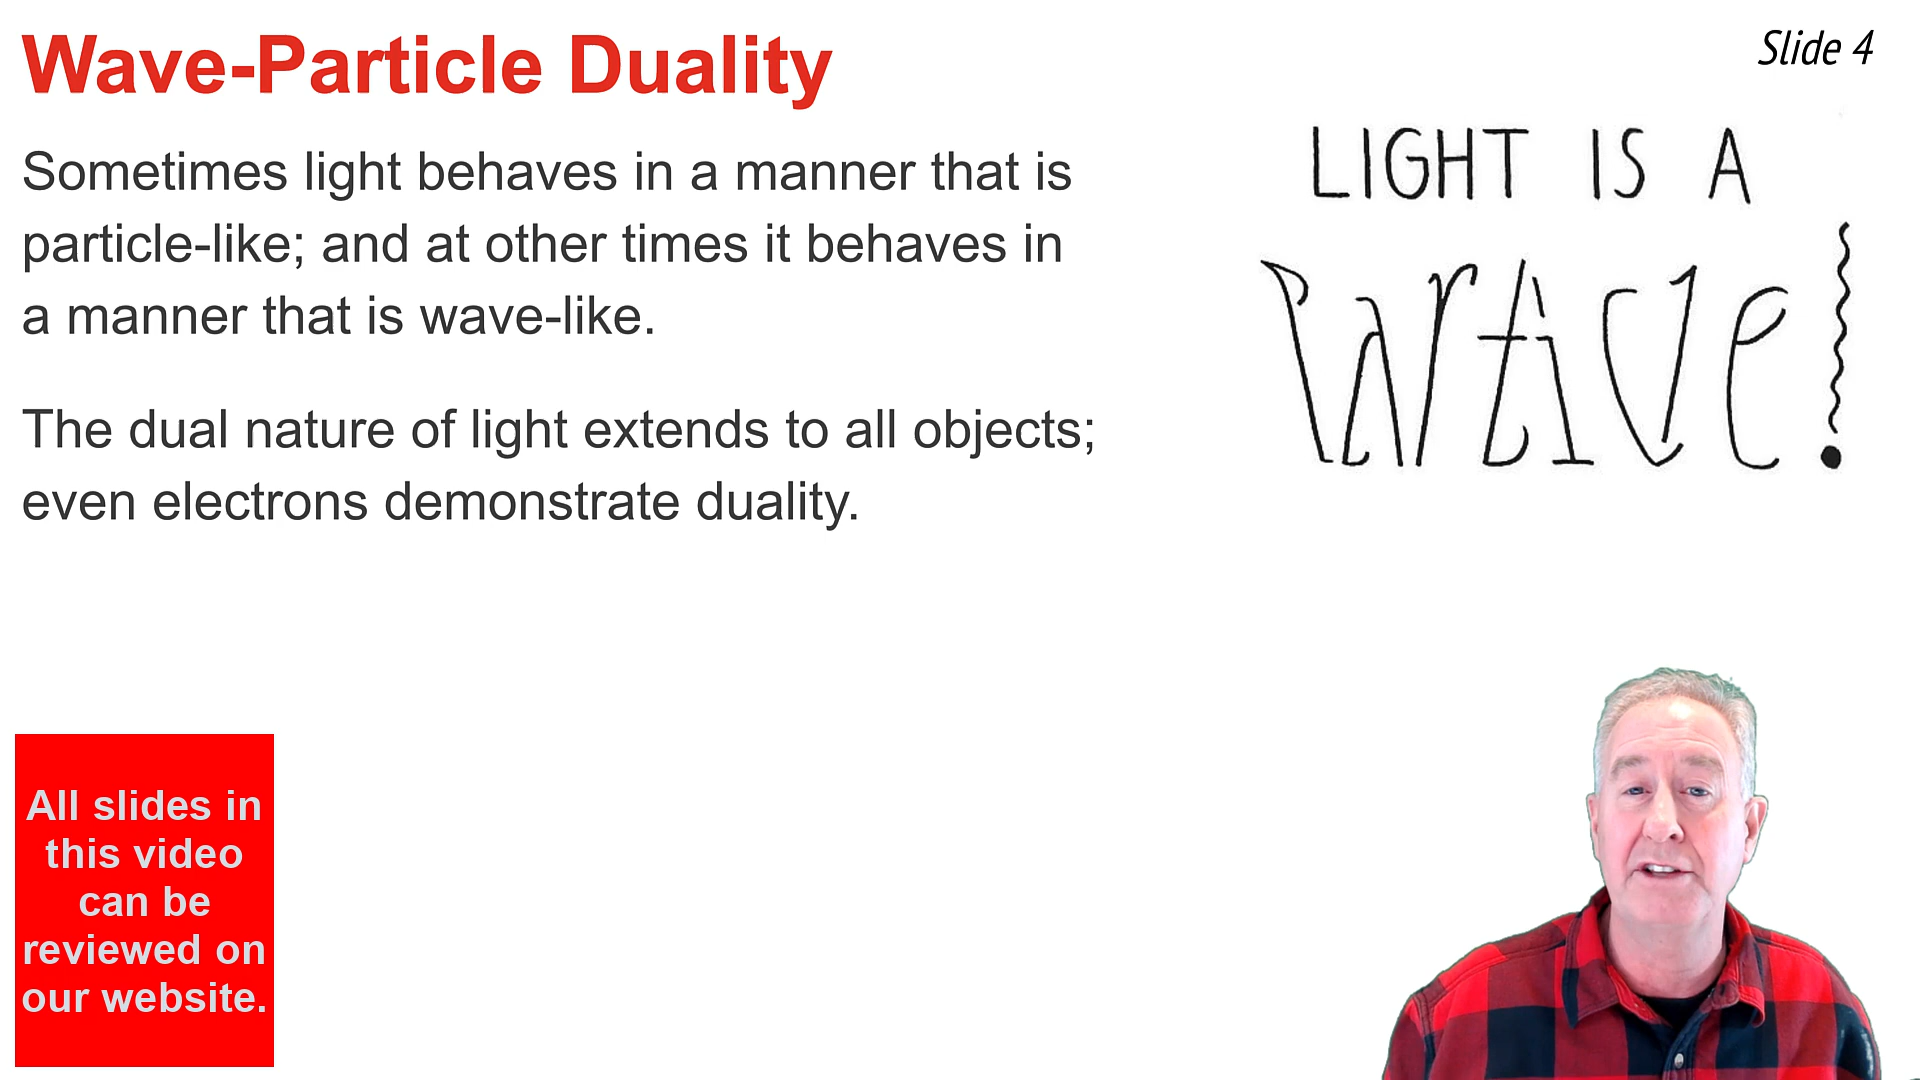 Wave-Particle Duality
Slide 4
Sometimes light behaves in a manner that is
particle-like; and at other times it behaves in
a manner that is wave-like.
The dual nature of light extends to all objects;
even electrons demonstrate duality.
LIGHT IS A
Particle!
All slides in
this video
can be
reviewed on
our website.